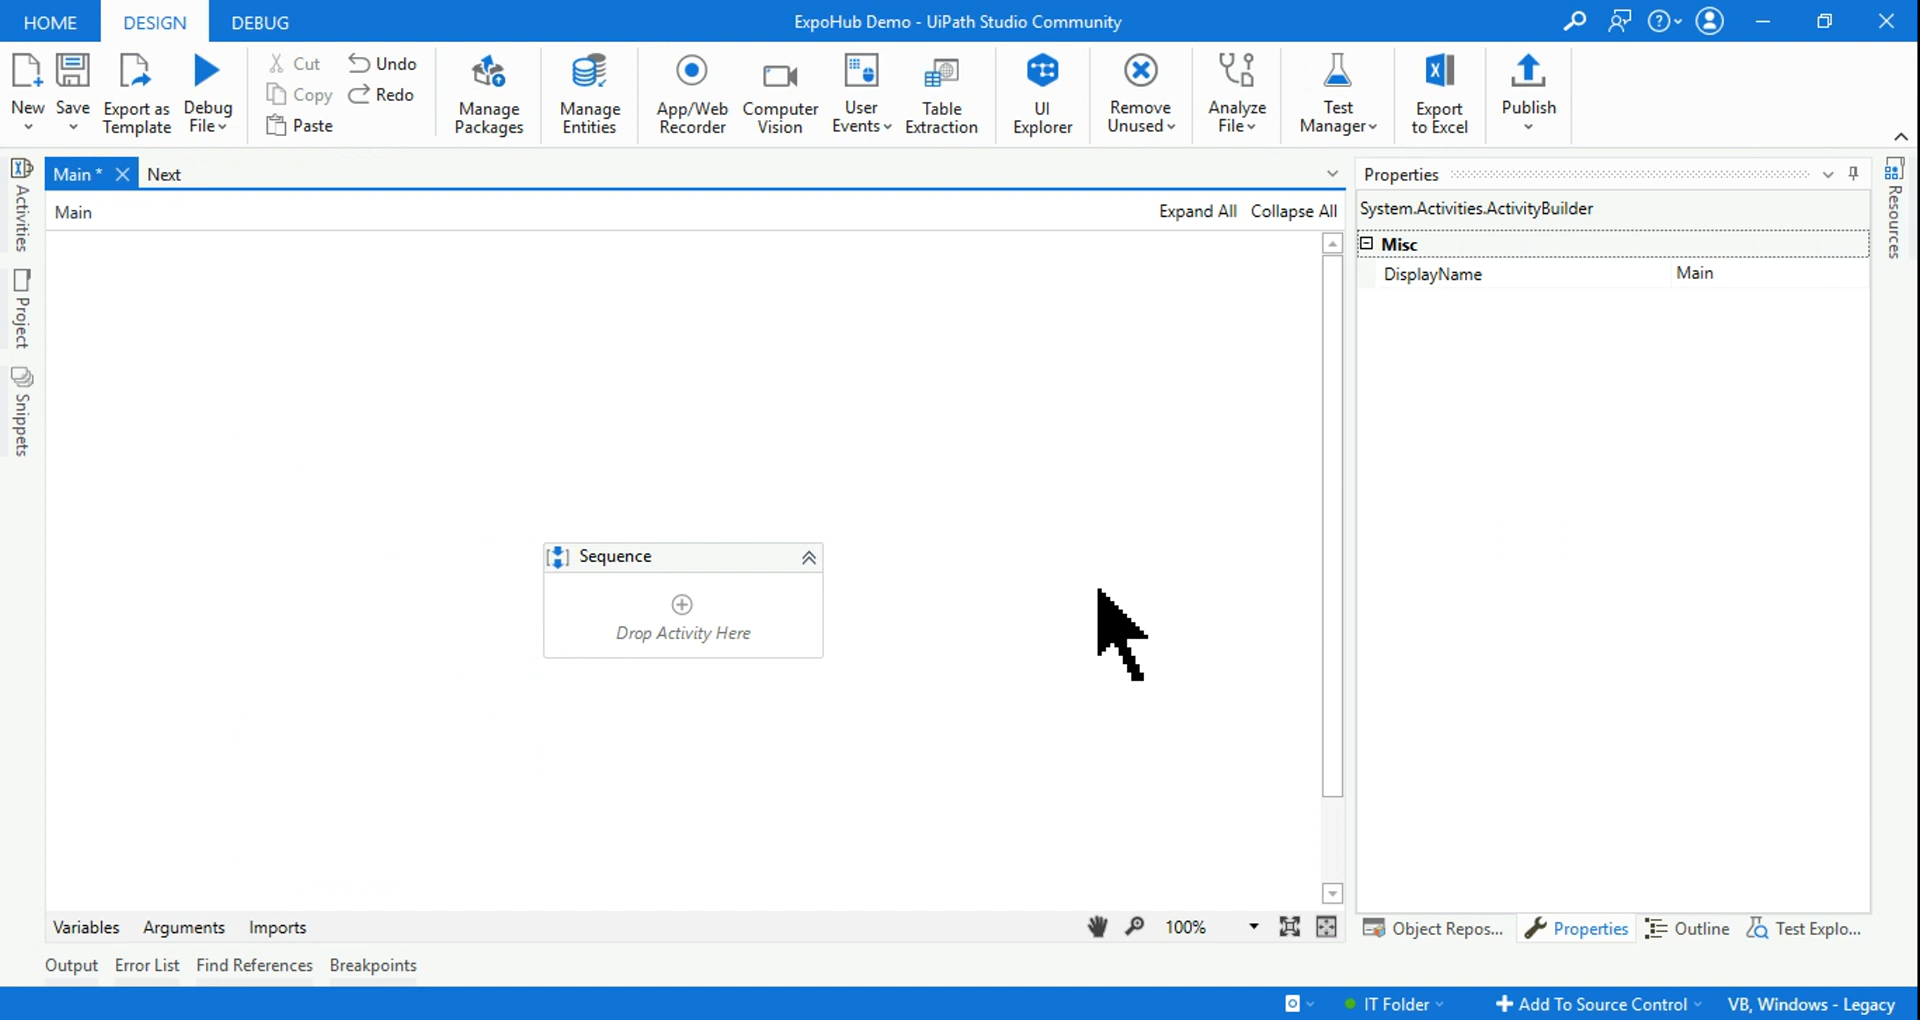 HOME DESIGN DEBUG ExpoHub Demo - UiPath Studio Community
New Save Export as Template Debug File Cut Copy Paste Undo Redo Manage Packages Manage Entities App/Web Recorder Computer Vision User Events Table Extraction UI Explorer Remove Unused Analyze File Test Manager Export to Excel Publish
Main * Next
Main Expand All Collapse All
Activities
Project
Snippets
Sequence
Drop Activity Here
Properties
System.Activities.ActivityBuilder
Misc
DisplayName Main
Resources
Variables Arguments Imports 100%
Object Repos... Properties Outline Test Explo...
Output Error List Find References Breakpoints
IT Folder Add To Source Control VB, Windows - Legacy